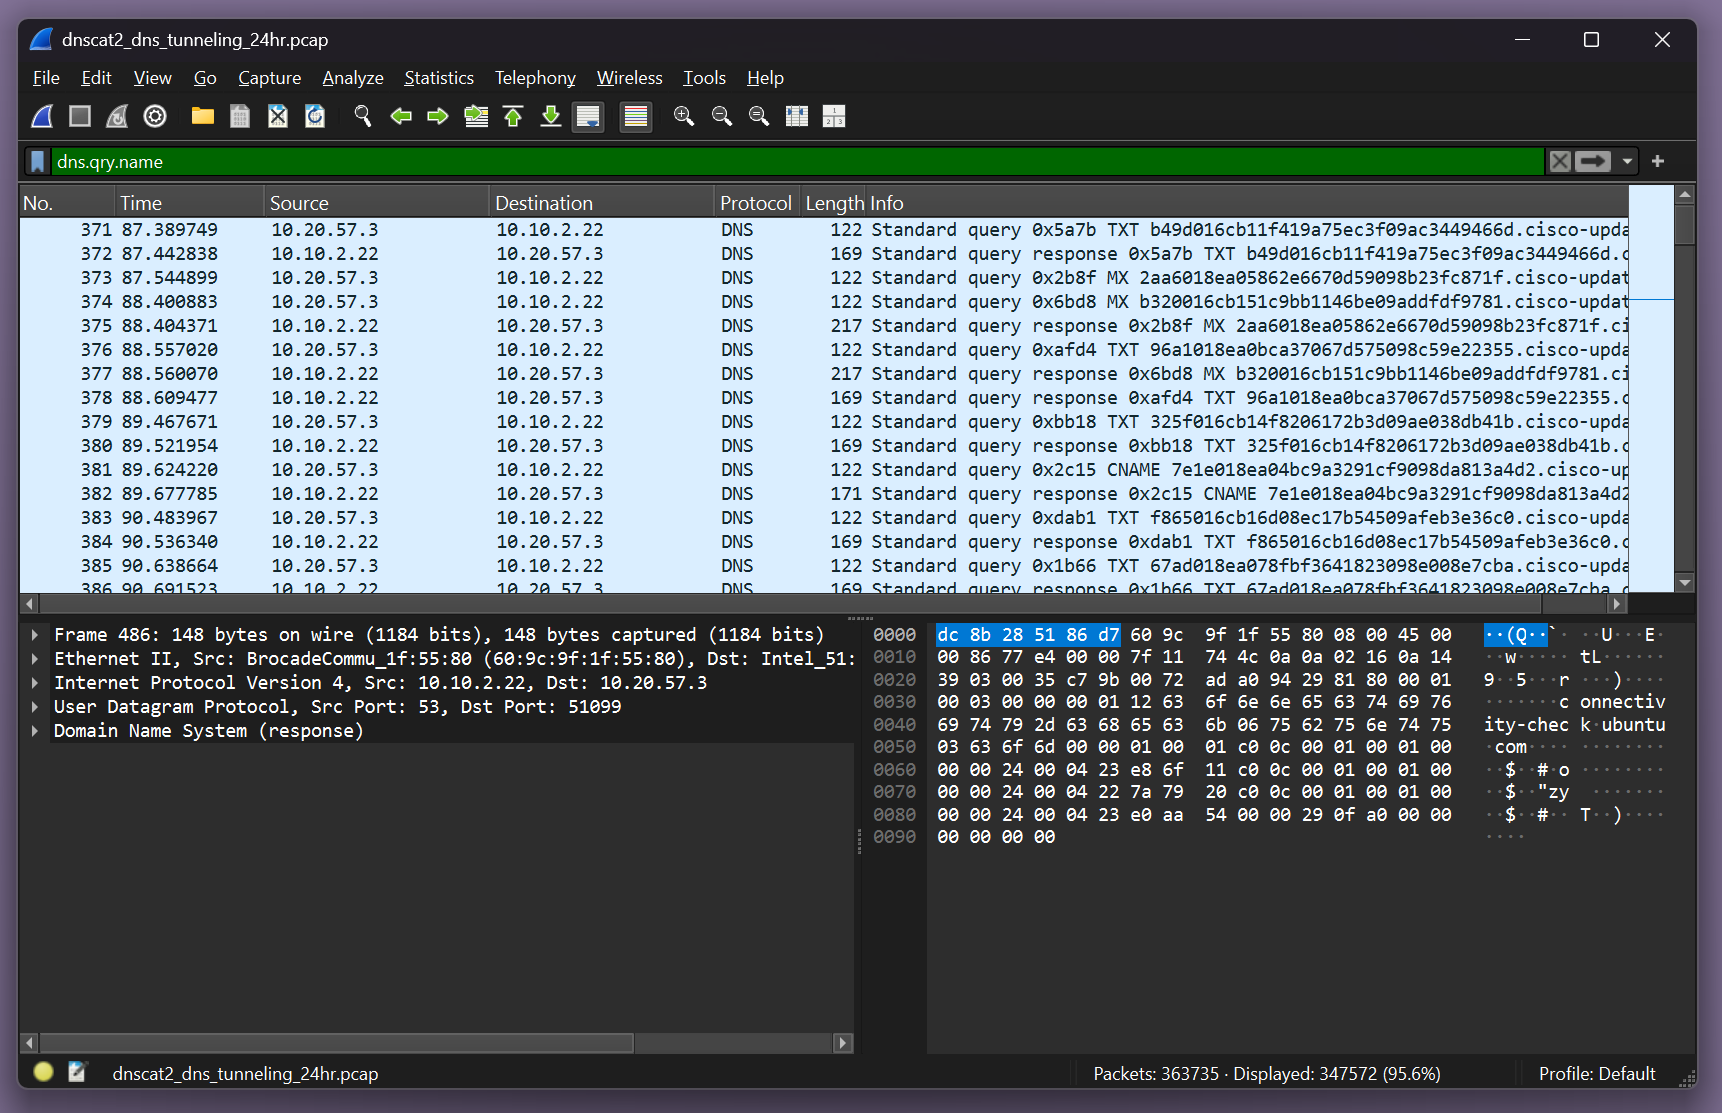 dnscat2_dns_tunneling_24hr.pcap
File Edit View Go Capture Analyze Statistics Telephony Wireless Tools Help
dns.qry.name
No. Time Source Destination Protocol Length Info
371 87.389749 10.20.57.3 10.10.2.22 DNS 122 Standard query 0x5a7b TXT b49d016cb11f419a75ec3f09ac3449466d.cisco-upda
372 87.442838 10.10.2.22 10.20.57.3 DNS 169 Standard query response 0x5a7b TXT b49d016cb11f419a75ec3f09ac3449466d.c
373 87.544899 10.20.57.3 10.10.2.22 DNS 122 Standard query 0x2b8f MX 2aa6018ea05862e6670d59098b23fc871f.cisco-updat
374 88.400883 10.20.57.3 10.10.2.22 DNS 122 Standard query 0x6bd8 MX b320016cb151c9bb1146be09addfdf9781.cisco-updat
375 88.404371 10.10.2.22 10.20.57.3 DNS 217 Standard query response 0x2b8f MX 2aa6018ea05862e6670d59098b23fc871f.ci
376 88.557020 10.20.57.3 10.10.2.22 DNS 122 Standard query 0xafd4 TXT 96a1018ea0bca37067d575098c59e22355.cisco-upda
377 88.560070 10.10.2.22 10.20.57.3 DNS 217 Standard query response 0x6bd8 MX b320016cb151c9bb1146be09addfdf9781.ci
378 88.609477 10.10.2.22 10.20.57.3 DNS 169 Standard query response 0xafd4 TXT 96a1018ea0bca37067d575098c59e22355.c
379 89.467671 10.20.57.3 10.10.2.22 DNS 122 Standard query 0xbb18 TXT 325f016cb14f8206172b3d09ae038db41b.cisco-upda
380 89.521954 10.10.2.22 10.20.57.3 DNS 169 Standard query response 0xbb18 TXT 325f016cb14f8206172b3d09ae038db41b.c
381 89.624220 10.20.57.3 10.10.2.22 DNS 122 Standard query 0x2c15 CNAME 7e1e018ea04bc9a3291cf9098da813a4d2.cisco-up
382 89.677785 10.10.2.22 10.20.57.3 DNS 171 Standard query response 0x2c15 CNAME 7e1e018ea04bc9a3291cf9098da813a4d2
383 90.483967 10.20.57.3 10.10.2.22 DNS 122 Standard query 0xdab1 TXT f865016cb16d08ec17b54509afeb3e36c0.cisco-upda
384 90.536340 10.10.2.22 10.20.57.3 DNS 169 Standard query response 0xdab1 TXT f865016cb16d08ec17b54509afeb3e36c0.c
385 90.638664 10.20.57.3 10.10.2.22 DNS 122 Standard query 0x1b66 TXT 67ad018ea078fbf3641823098e008e7cba.cisco-upda
386 90.691523 10.10.2.22 10.20.57.3 DNS 169 Standard query response 0x1b66 TXT 67ad018ea078fbf3641823098e008e7cba.c
Frame 486: 148 bytes on wire (1184 bits), 148 bytes captured (1184 bits)
Ethernet II, Src: BrocadeCommu_1f:55:80 (60:9c:9f:1f:55:80), Dst: Intel_51:
Internet Protocol Version 4, Src: 10.10.2.22, Dst: 10.20.57.3
User Datagram Protocol, Src Port: 53, Dst Port: 51099
Domain Name System (response)
0000 dc 8b 28 51 86 d7 60 9c 9f 1f 55 80 08 00 45 00 ··(Q··`· ··U···E·
0010 00 86 77 e4 00 00 7f 11 74 4c 0a 0a 02 16 0a 14 ··w····· tL······
0020 39 03 00 35 c7 9b 00 72 ad a0 94 29 81 80 00 01 9··5···r ···)····
0030 00 03 00 00 00 01 12 63 6f 6e 6e 65 63 74 69 76 ·······c onnectiv
0040 69 74 79 2d 63 68 65 63 6b 06 75 62 75 6e 74 75 ity-chec k·ubuntu
0050 03 63 6f 6d 00 00 01 00 01 c0 0c 00 01 00 01 00 ·com···· ········
0060 00 00 24 00 04 23 e8 6f 11 c0 0c 00 01 00 01 00 ··$··#·o ········
0070 00 00 24 00 04 22 7a 79 20 c0 0c 00 01 00 01 00 ··$··"zy ·······
0080 00 00 24 00 04 23 e0 aa 54 00 00 29 0f a0 00 00 ··$··#·· T··)····
0090 00 00 00 00 ····
dnscat2_dns_tunneling_24hr.pcap
Packets: 363735 · Displayed: 347572 (95.6%)
Profile: Default